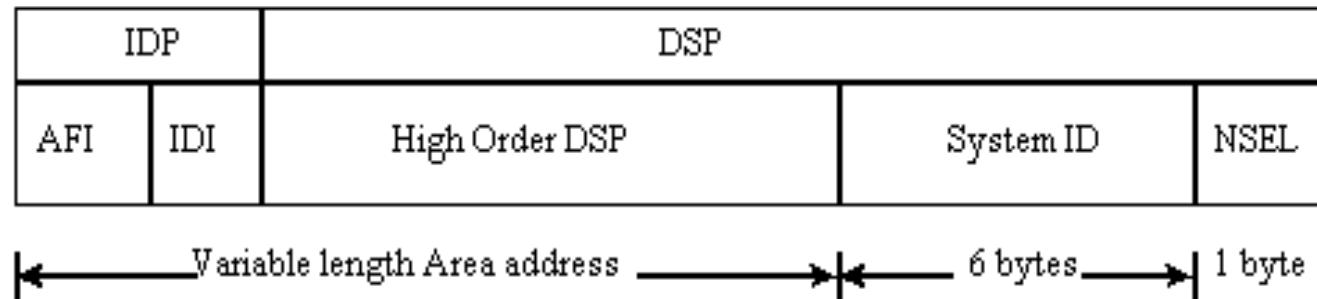 IDP DSP
AFI IDI High Order DSP System ID NSEL
Variable length Area address 6 bytes 1 byte